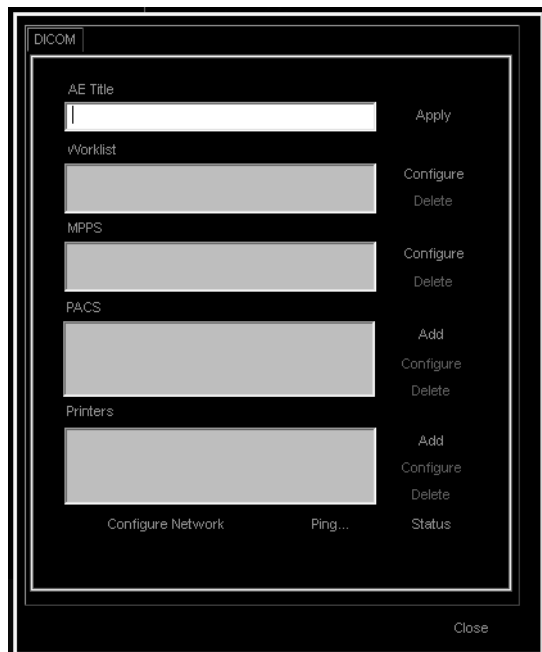 DICOM
AE Title
Apply
Worklist
Configure
Delete
MPPS
Configure
Delete
PACS
Add
Configure
Delete
Printers
Add
Configure
Delete
Configure Network Ping... Status
Close